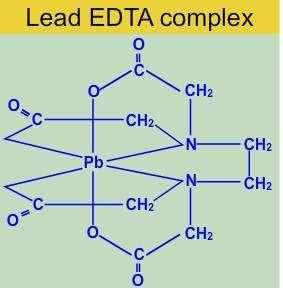 Lead EDTA complex
O
C
O CH₂
O
C CH₂
N CH₂
Pb
N CH₂
C CH₂
O
O CH₂
C
O